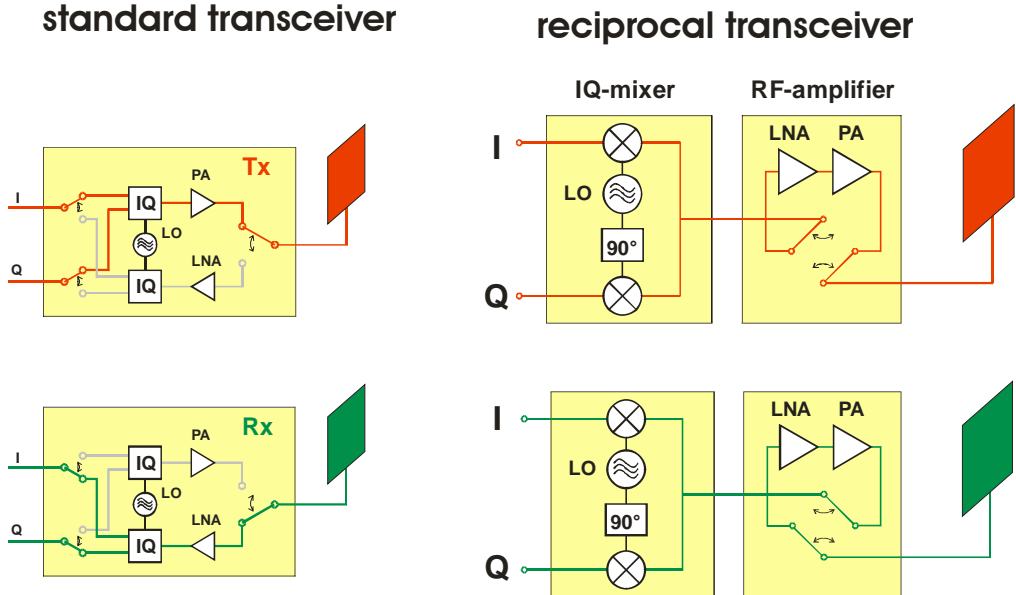 standard transceiver
reciprocal transceiver
IQ-mixer
RF-amplifier
Tx
PA
I
IQ
LO
Q
IQ
LNA
I
LO
90°
Q
LNA
PA
Rx
PA
I
IQ
LO
Q
IQ
LNA
I
LO
90°
Q
LNA
PA